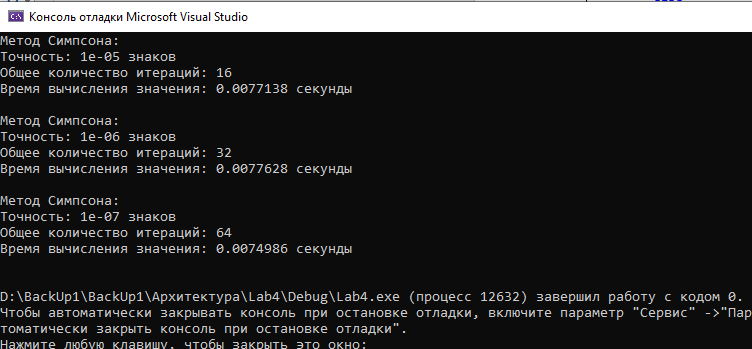 Консоль отладки Microsoft Visual Studio
Метод Симпсона:
Точность: 1e-05 знаков
Общее количество итераций: 16
Время вычисления значения: 0.0077138 секунды
Метод Симпсона:
Точность: 1e-06 знаков
Общее количество итераций: 32
Время вычисления значения: 0.0077628 секунды
Метод Симпсона:
Точность: 1e-07 знаков
Общее количество итераций: 64
Время вычисления значения: 0.0074986 секунды
D:\BackUp1\BackUp1\Архитектура\Lab4\Debug\Lab4.exe (процесс 12632) завершил работу с кодом 0.
Чтобы автоматически закрывать консоль при остановке отладки, включите параметр "Сервис" ->"Пар
томатически закрыть консоль при остановке отладки".
Нажмите любую клавишу, чтобы закрыть это окно: